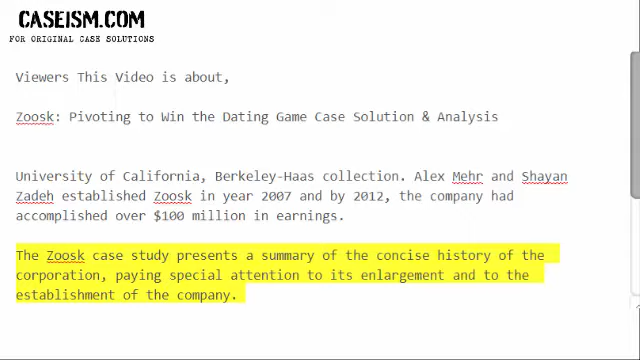 CASEISM.COM
FOR ORIGINAL CASE SOLUTIONS
Viewers This Video is about,
Zoosk: Pivoting to Win the Dating Game Case Solution & Analysis
University of California, Berkeley-Haas collection. Alex Mehr and Shayan
Zadeh established Zoosk in year 2007 and by 2012, the company had
accomplished over $100 million in earnings.
The Zoosk case study presents a summary of the concise history of the
corporation, paying special attention to its enlargement and to the
establishment of the company.